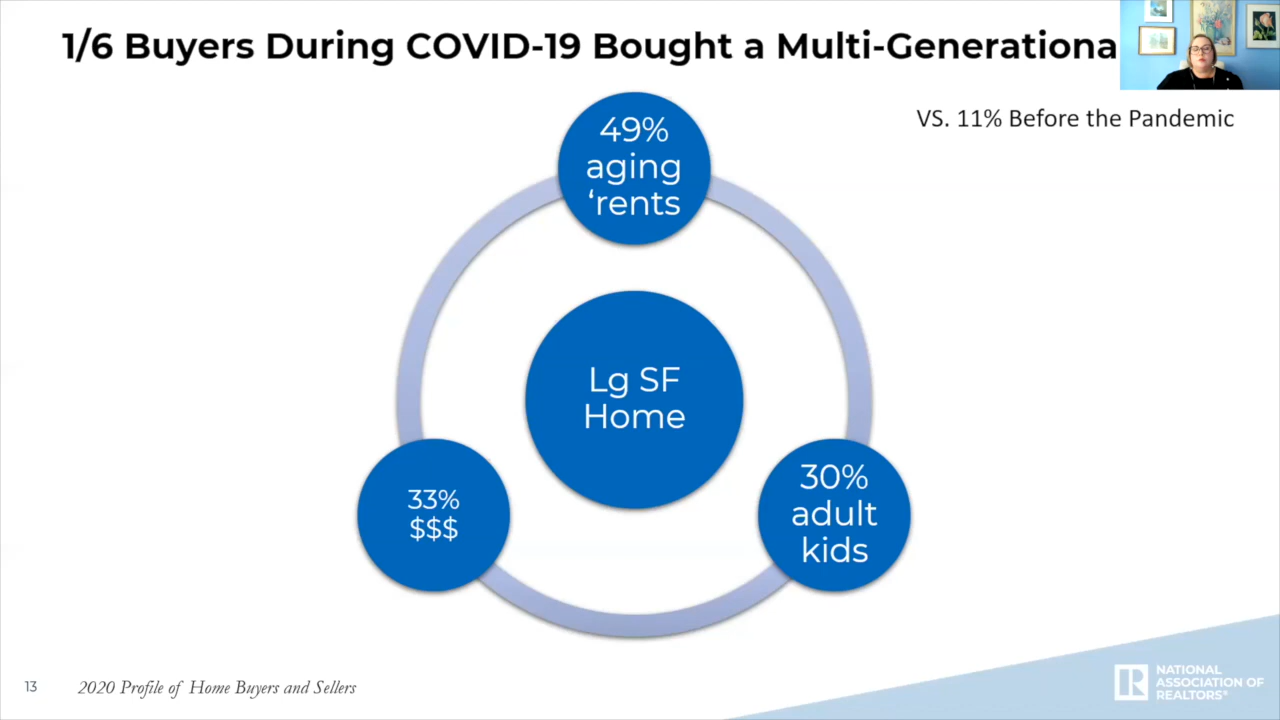 1/6 Buyers During COVID-19 Bought a Multi-Generationa
VS. 11% Before the Pandemic
49%
aging
‘rents
Lg SF
Home
33%
$$$
30%
adult
kids
13
2020 Profile of Home Buyers and Sellers
NATIONAL
ASSOCIATION OF
REALTORS®